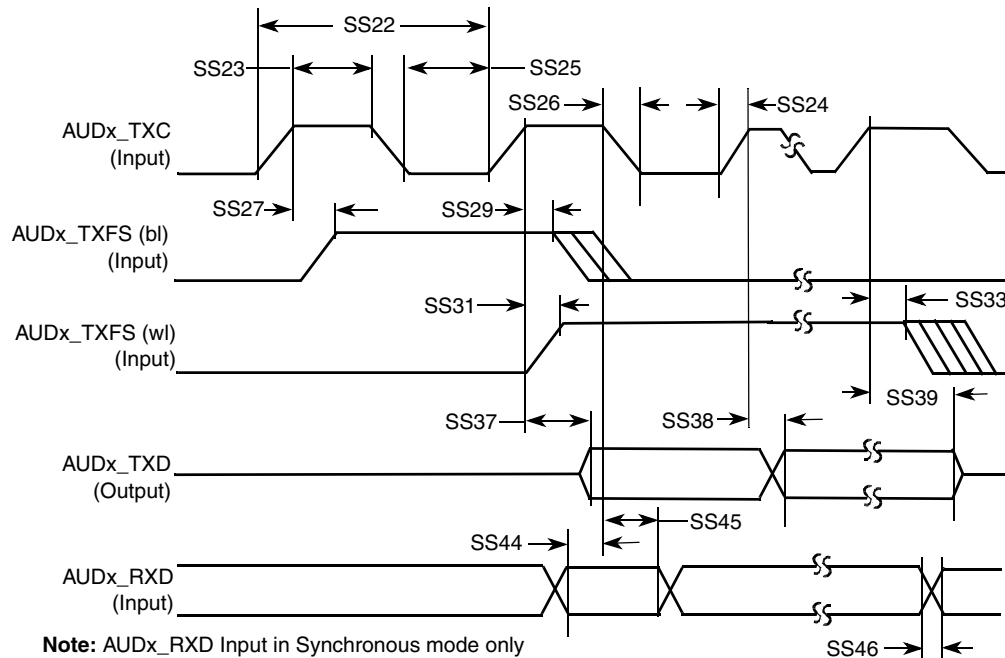 SS22
SS23
SS25
SS26
SS24
AUDx_TXC
(Input)
SS27
SS29
AUDx_TXFS (bl)
(Input)
SS31
SS33
AUDx_TXFS (wl)
(Input)
SS39
SS37
SS38
AUDx_TXD
(Output)
SS45
SS44
AUDx_RXD
(Input)
Note: AUDx_RXD Input in Synchronous mode only
SS46